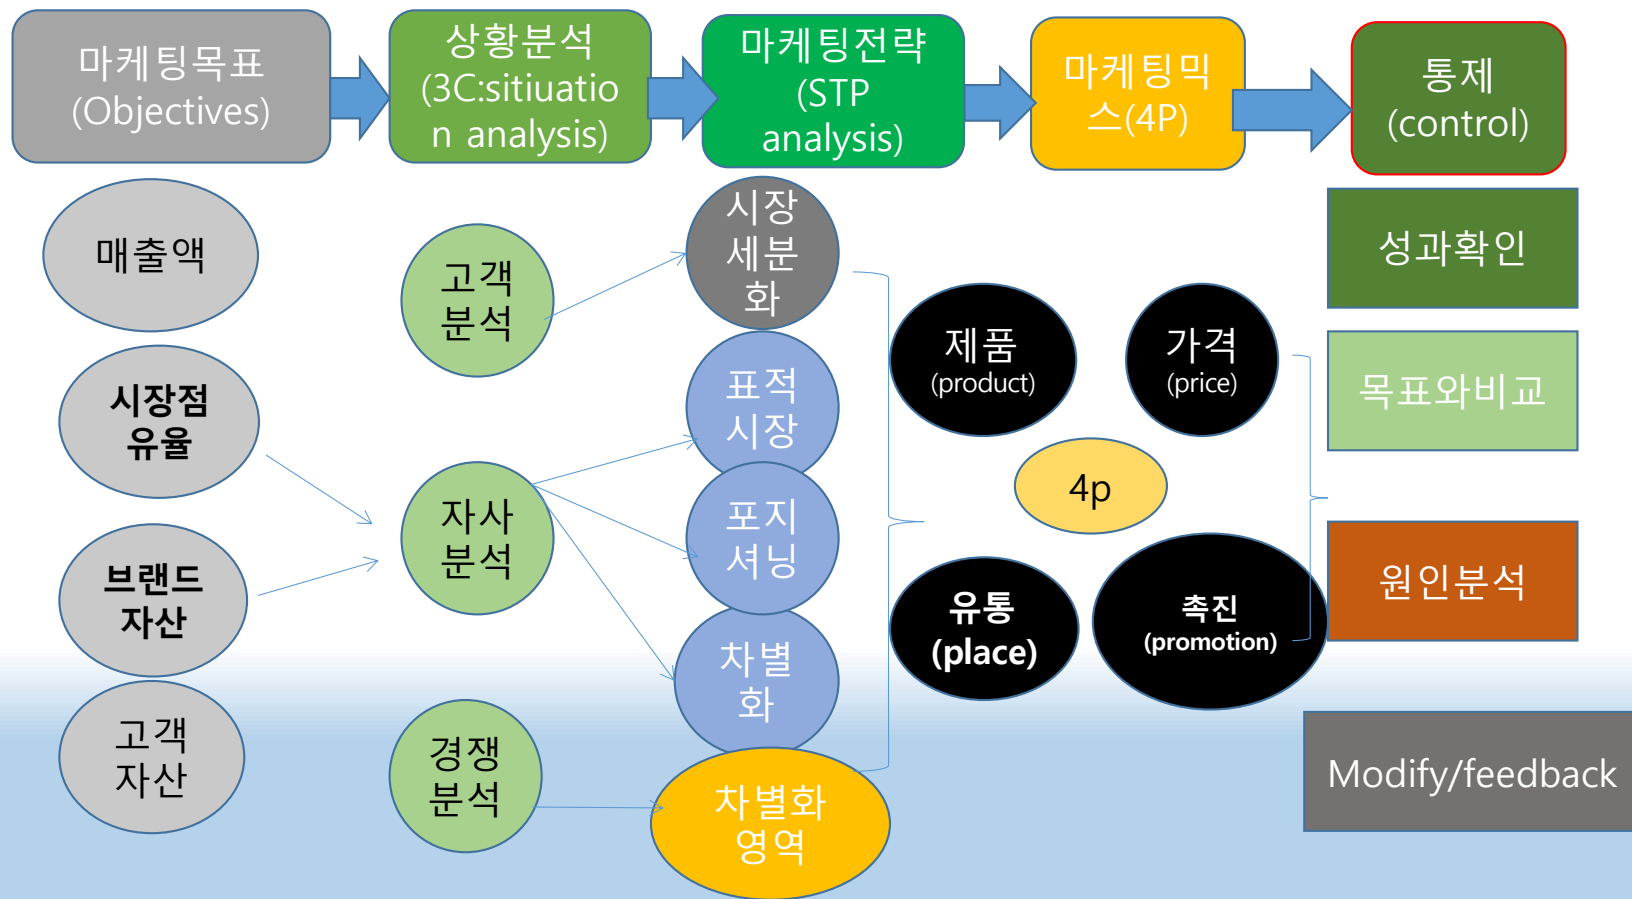 마케팅목표
(Objectives)
상황분석
(3C:sitiuatio
n analysis)
마케팅전략
(STP
analysis)
마케팅믹
스(4P)
통제
(control)
매출액
시장점
유율
브랜드
자산
고객
자산
고객
분석
자사
분석
경쟁
분석
시장
세분
화
표적
시장
포지
셔닝
차별
화
차별화
영역
제품
(product)
가격
(price)
4p
유통
(place)
촉진
(promotion)
성과확인
목표와비교
원인분석
Modify/feedback